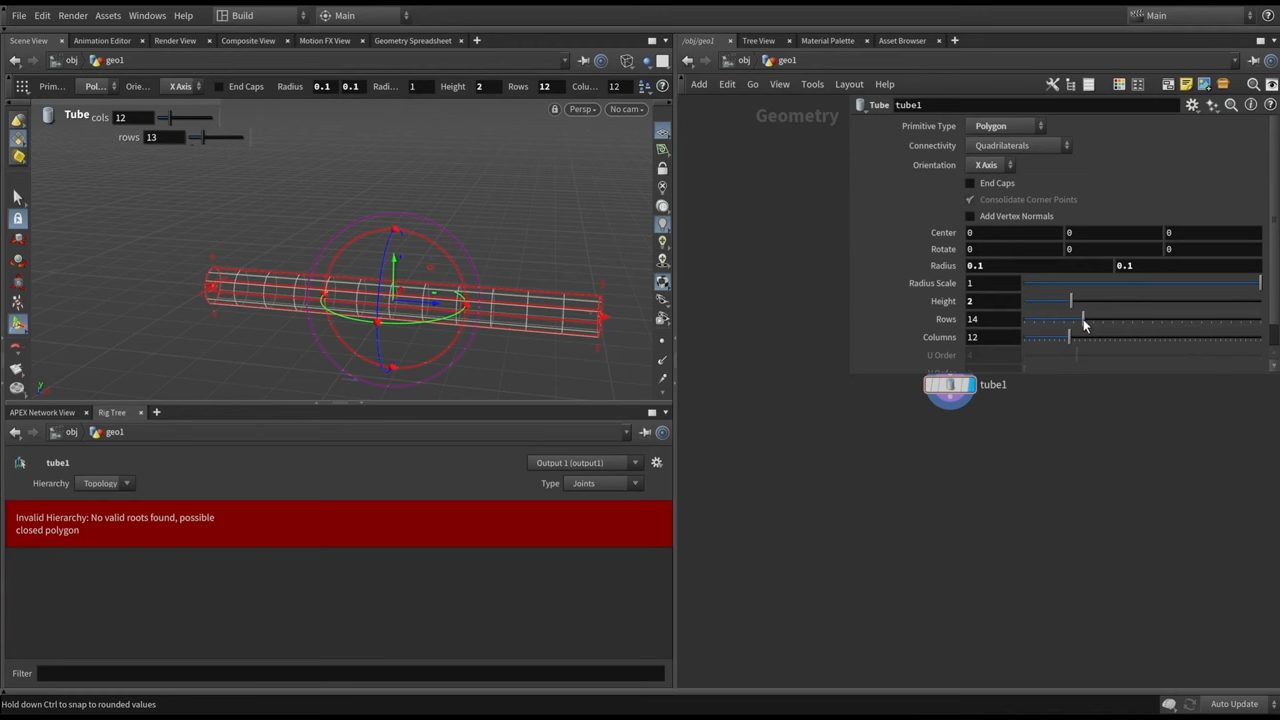 File Edit Render Assets Windows Help Build Main Main
Scene View Animation Editor Render View Composite View Motion FX View Geometry Spreadsheet
/obj/geo1 Tree View Material Palette Asset Browser
obj geo1
obj geo1
Prim... Pol... Orie... X Axis End Caps Radius 0.1 0.1 Radi... 1 Height 2 Rows 12 Colu... 12
Add Edit Go View Tools Layout Help
Tube cols 12
rows 13
Persp No cam
Geometry
Tube tube1
Primitive Type Polygon
Connectivity Quadrilaterals
Orientation X Axis
End Caps
Consolidate Corner Points
Add Vertex Normals
Center 0 0 0
Rotate 0 0 0
Radius 0.1 0.1
Radius Scale 1
Height 2
Rows 14
Columns 12
U Order 4
tube1
APEX Network View Rig Tree
obj geo1
tube1 Output 1 (output1)
Hierarchy Topology Type Joints
Invalid Hierarchy: No valid roots found, possible
closed polygon
Filter
Hold down Ctrl to snap to rounded values
Auto Update